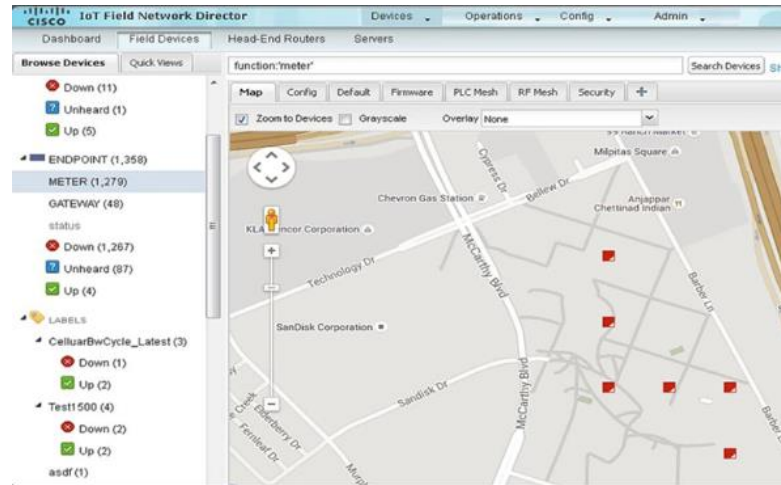 CISCO IoT Field Network Director
Devices Operations Config Admin
Dashboard Field Devices Head-End Routers Servers
Browse Devices Quick Views
function:'meter' Search Devices
Down (11)
Unheard (1)
Up (5)
ENDPOINT (1,358)
METER (1,279)
GATEWAY (48)
status
Down (1,267)
Unheard (87)
Up (4)
LABELS
CelluarBwCycle_Latest (3)
Down (1)
Up (2)
Test1500 (4)
Down (2)
Up (2)
asdf (1)
Map Config Default Firmware PLC Mesh RF Mesh Security +
Zoom to Devices Grayscale Overlay None
Milpitas Square
Cypress Dr
Bellew Dr
Chevron Gas Station
Anjappar
Chettinad Indian
Corporation
Technology Dr
McCarthy Blvd
Barber Ln
SanDisk Corporation
McCarthy Blvd
Sandisk Dr
Elderberry Dr
Fernleaf Dr